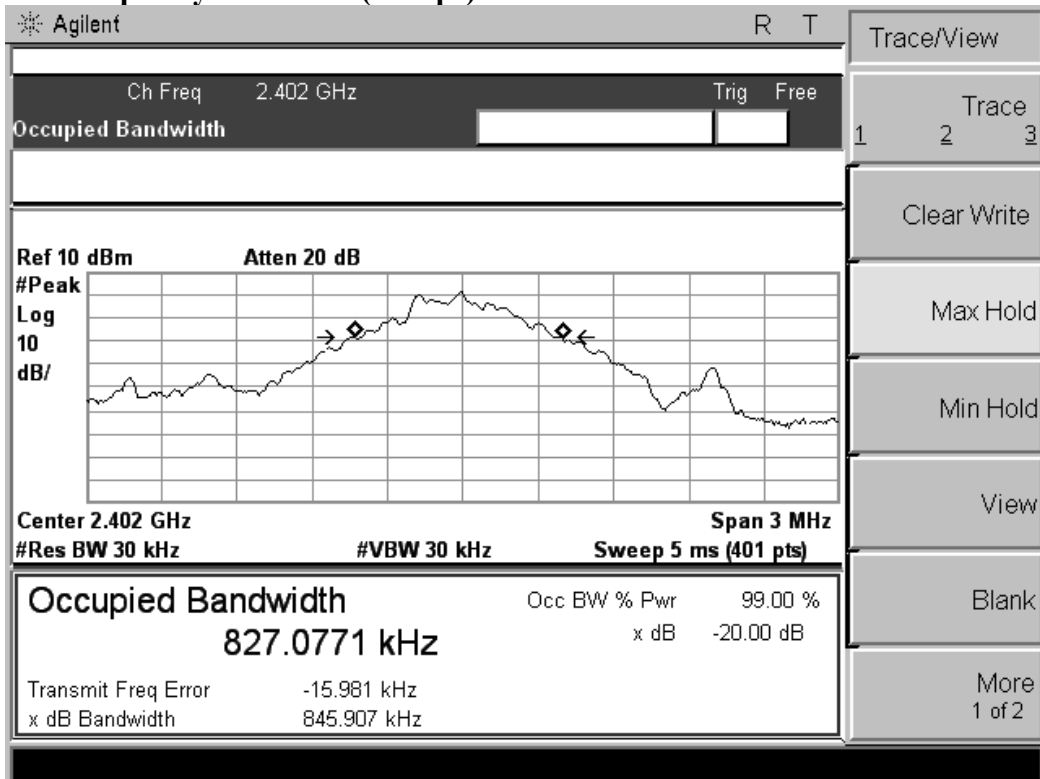 Agilent R T
Trace/View
Ch Freq 2.402 GHz Trig Free
Occupied Bandwidth
Trace
1 2 3
Clear Write
Max Hold
Min Hold
View
Blank
More
1 of 2
Ref 10 dBm Atten 20 dB
#Peak
Log
10
dB/
Center 2.402 GHz Span 3 MHz
#Res BW 30 kHz #VBW 30 kHz Sweep 5 ms (401 pts)
Occupied Bandwidth
827.0771 kHz
Occ BW % Pwr 99.00 %
x dB -20.00 dB
Transmit Freq Error -15.981 kHz
x dB Bandwidth 845.907 kHz